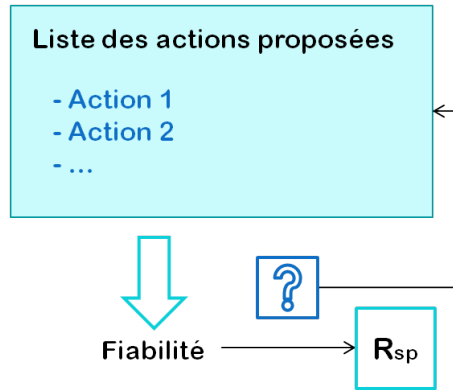 Liste des actions proposées
- Action 1
- Action 2
- ...
?
Fiabilité
Rsp